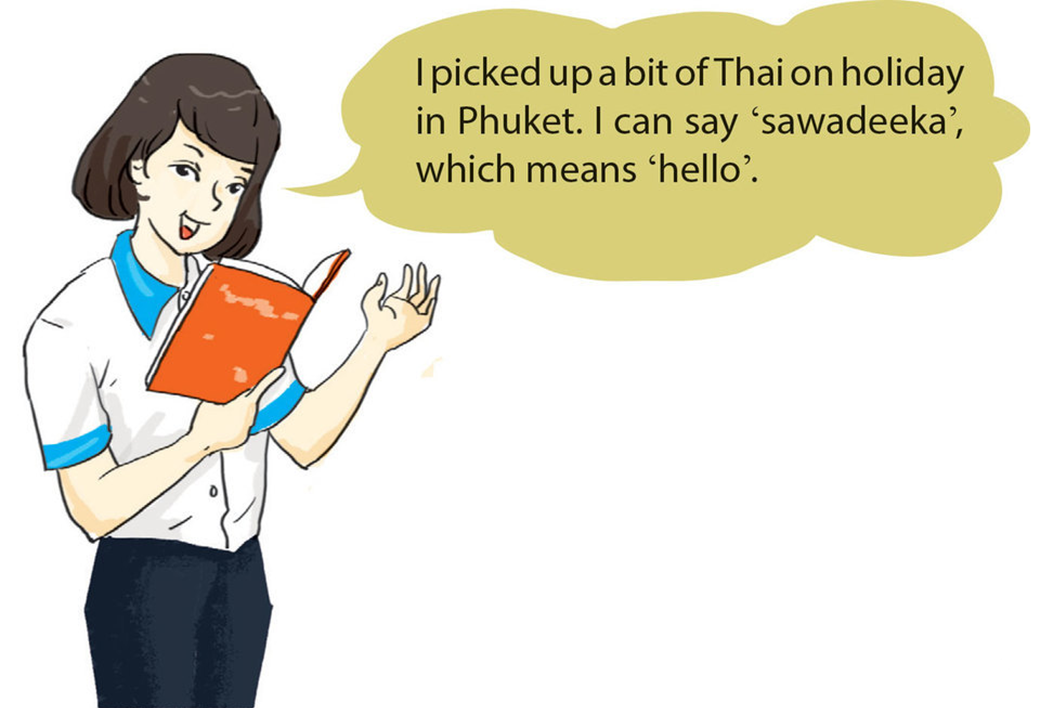 I picked up a bit of Thai on holiday
in Phuket. I can say ‘sawadeeka’,
which means ‘hello’.